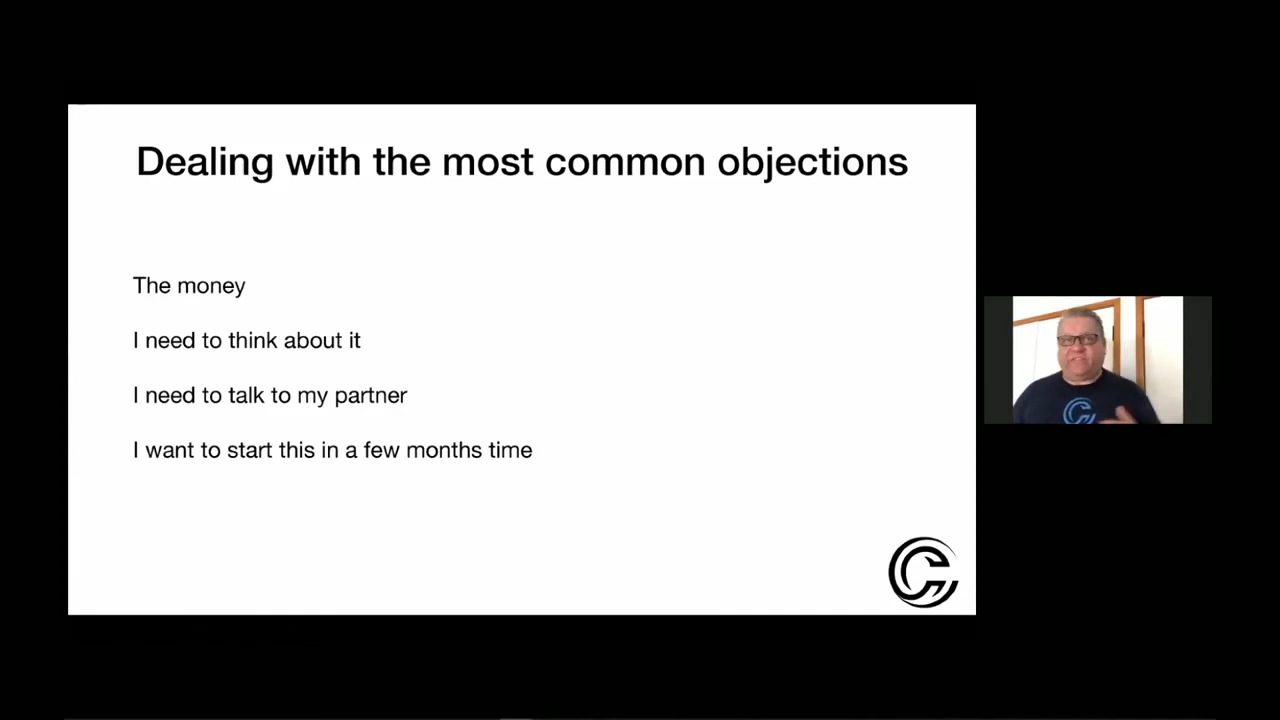 Dealing with the most common objections
The money
I need to think about it
I need to talk to my partner
I want to start this in a few months time